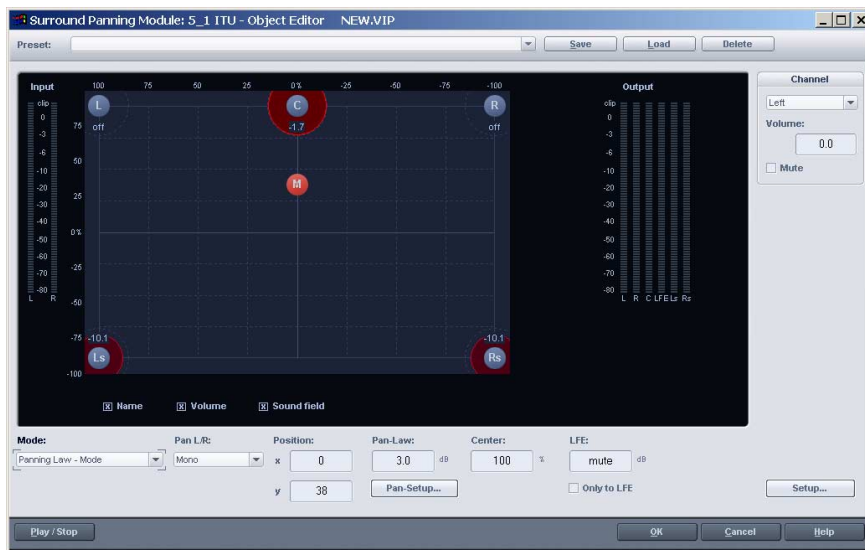 Surround Panning Module: 5_1 ITU - Object Editor NEW.VIP
Preset: Save Load Delete
Input 100 75 50 25 0% -25 -50 -75 -100 Output
Channel
Left
Volume:
0.0
Mute
clip
0
-3
-6
-10
-20
-30
-40
-50
-60
-70
-80
L R
75
50
25
0%
-25
-50
-75
-100
L C R
off -1.7 off
M
-10.1 -10.1
Ls Rs
clip
0
-3
-6
-10
-20
-30
-40
-50
-60
-70
-80
L R C LFE Ls Rs
x Name x Volume x Sound field
Mode: Pan L/R: Position: Pan-Law: Center: LFE:
Panning Law - Mode Mono x 0 3.0 dB 100 % mute dB
y 38 Pan-Setup... Only to LFE Setup...
Play / Stop OK Cancel Help